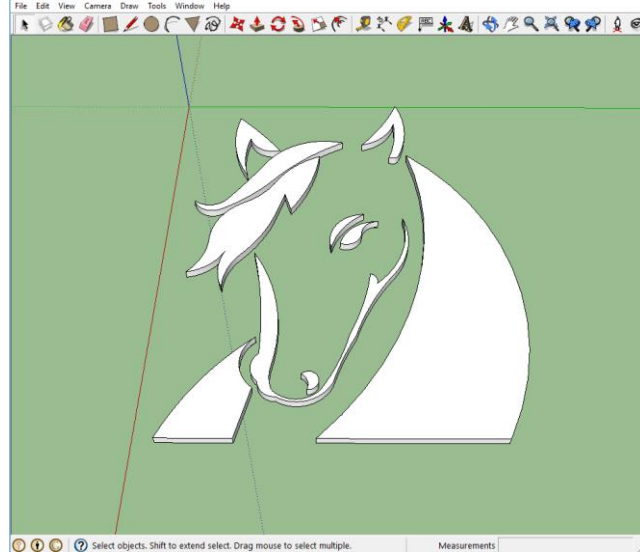 File Edit View Camera Draw Tools Window Help
Select objects. Shift to extend select. Drag mouse to select multiple. Measurements